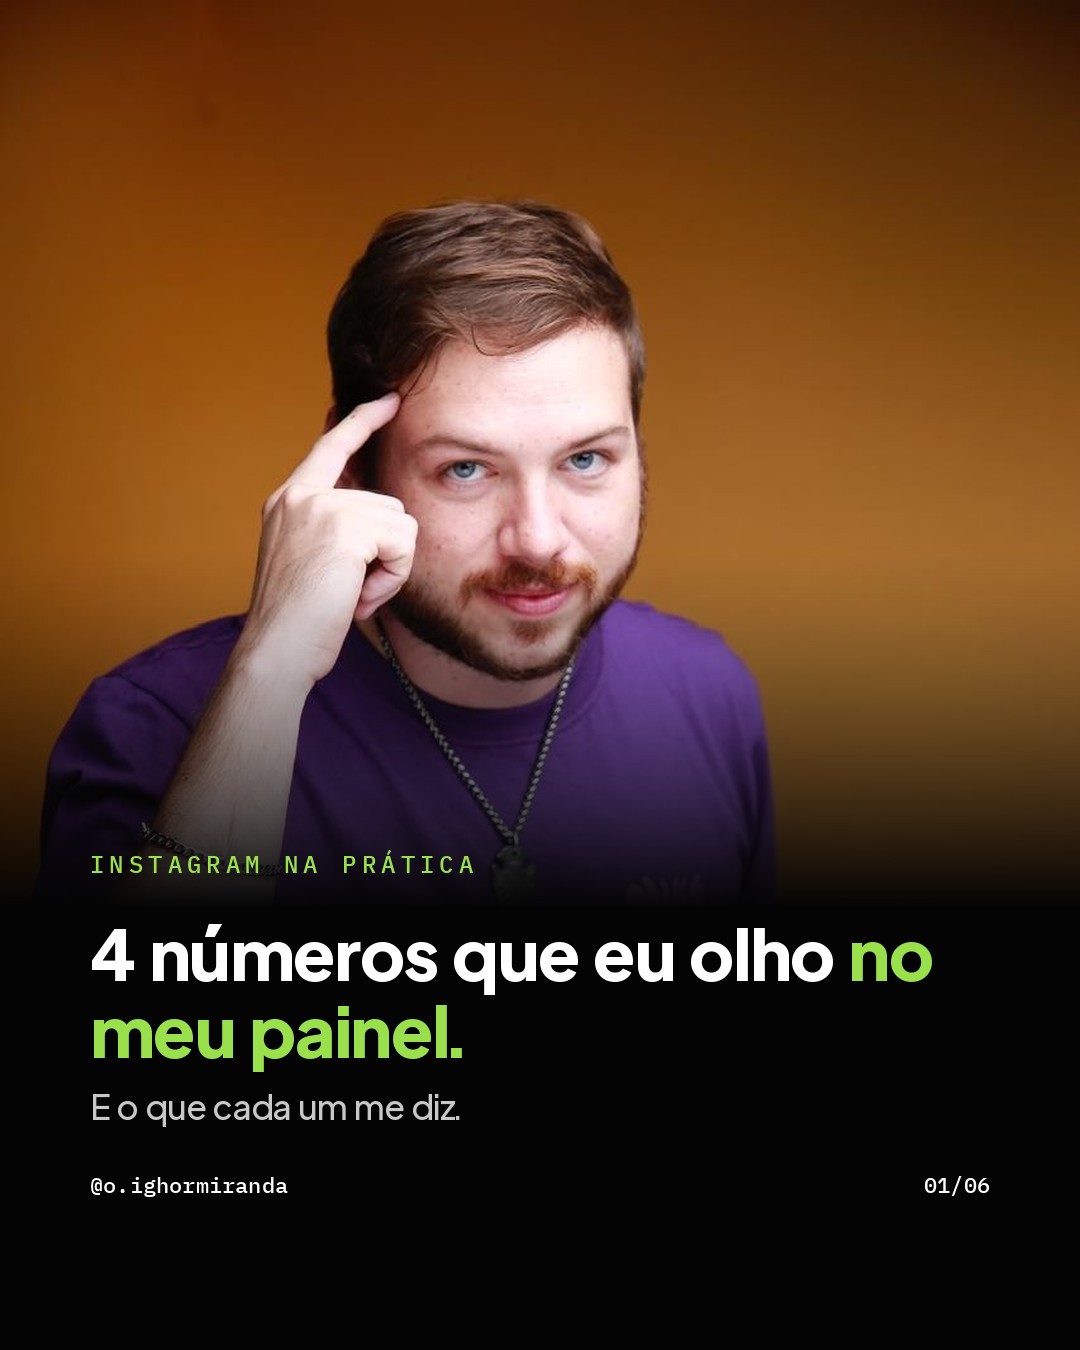 INSTAGRAM NA PRÁTICA
4 números que eu olho no
meu painel.
E o que cada um me diz.
@o.ighormiranda
01/06